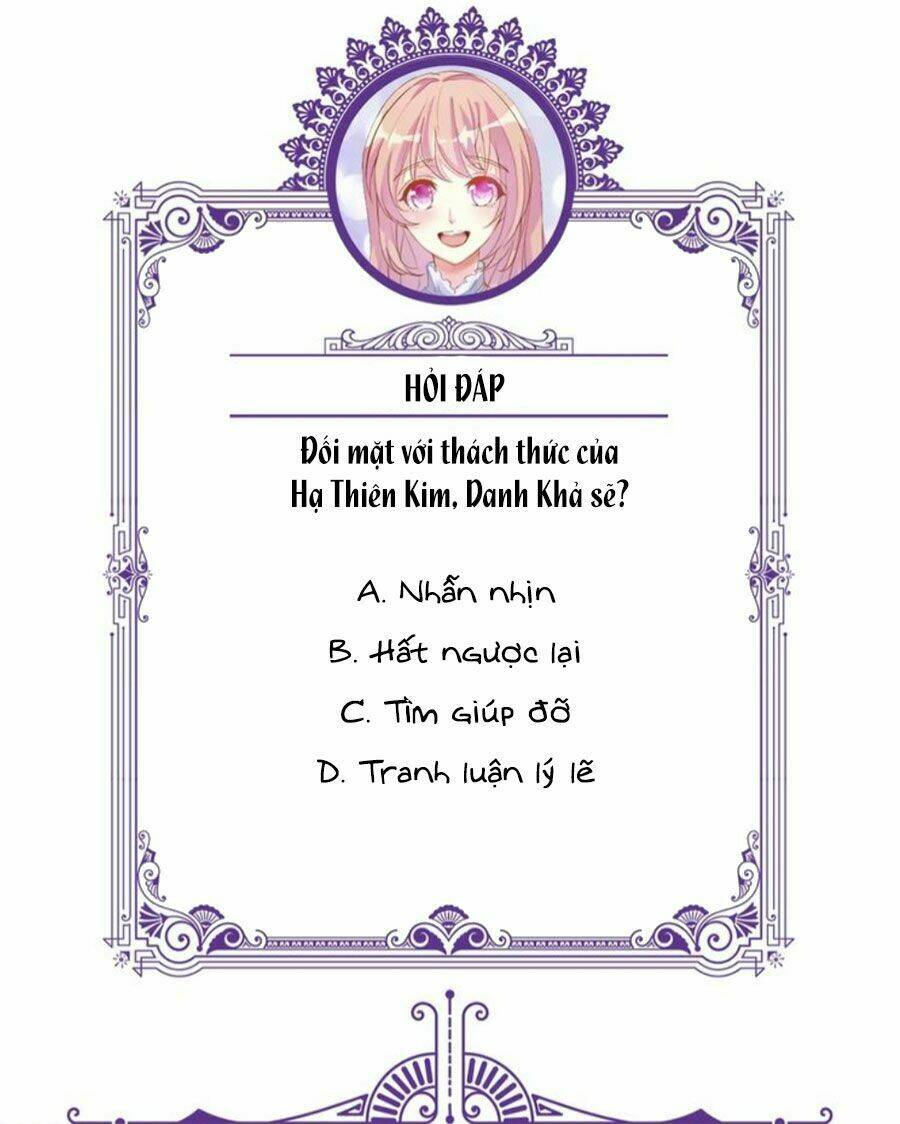 HỎI ĐÁP
Đối mặt với thách thức của
Hạ Thiên Kim, Danh Khả sẽ?
A. Nhẫn nhịn
B. Hất ngược lại
C. Tìm giúp đỡ
D. Tranh luận lý lẽ